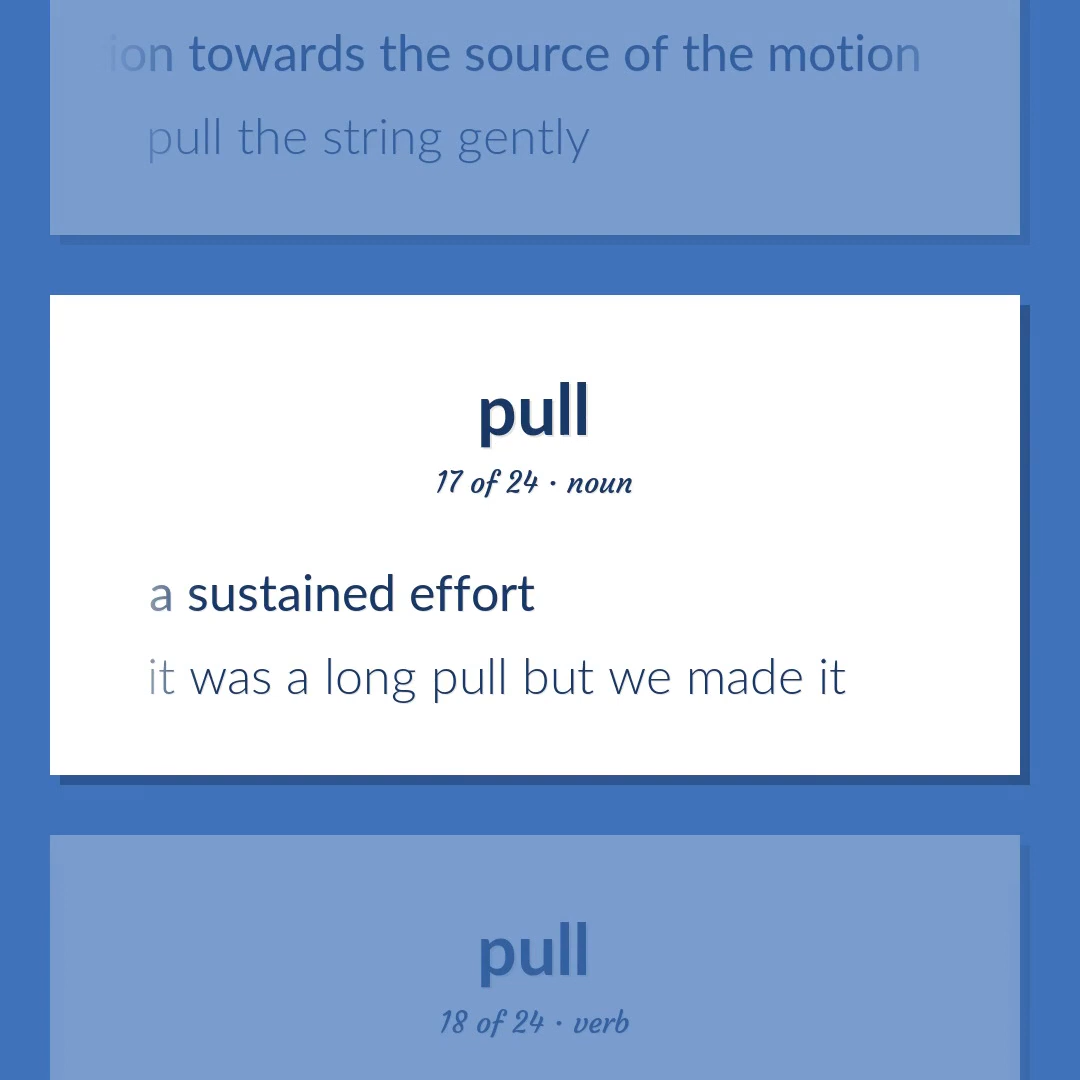 ion towards the source of the motion
pull the string gently
pull
17 of 24 · noun
a sustained effort
it was a long pull but we made it
pull
18 of 24 · verb